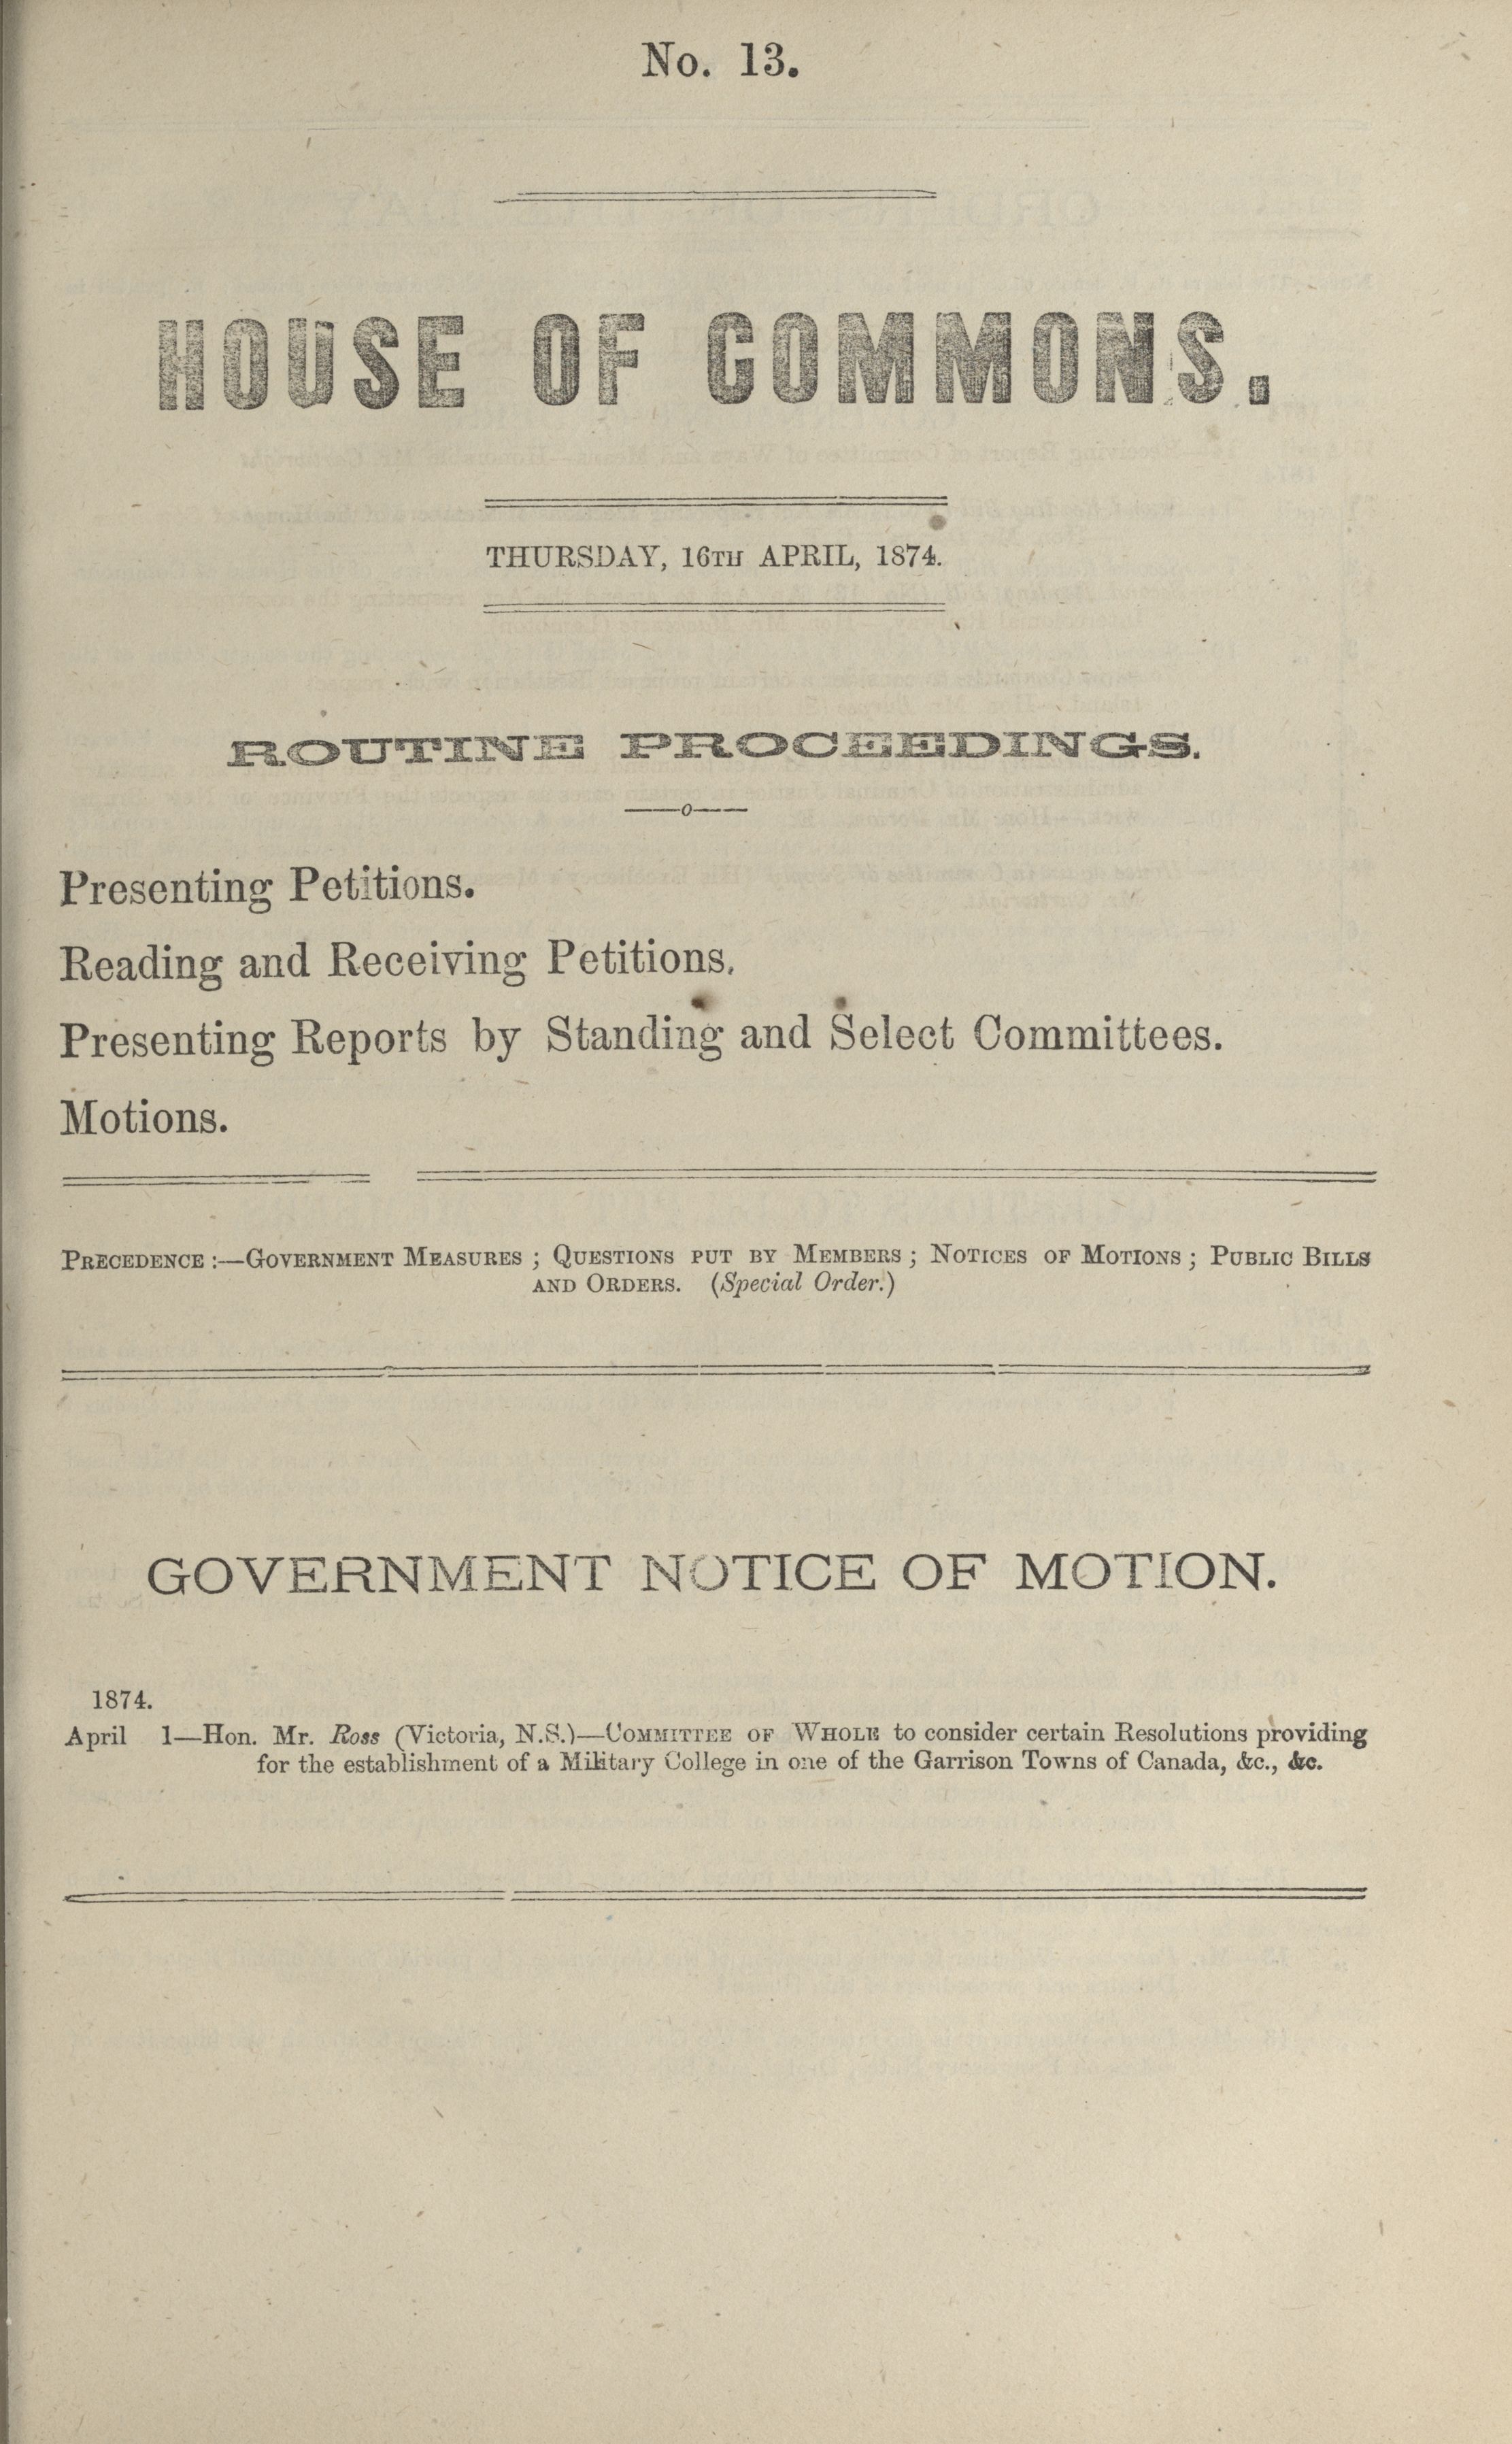 No. 13.
HOUSE OF COMMONS.
THURSDAY, 16TH APRIL, 1874.
ROUTINE PROCEEDINGS.
—o—
Presenting Petitions.
Reading and Receiving Petitions.
Presenting Reports by Standing and Select Committees.
Motions.
PRECEDENCE :—GOVERNMENT MEASURES ; QUESTIONS PUT BY MEMBERS ; NOTICES OF MOTIONS ; PUBLIC BILLS
AND ORDERS. (Special Order.)
GOVERNMENT NOTICE OF MOTION.
1874.
April 1—Hon. Mr. Ross (Victoria, N.S.)—COMMITTEE OF WHOLE to consider certain Resolutions providing
for the establishment of a Military College in one of the Garrison Towns of Canada, &c., &c.